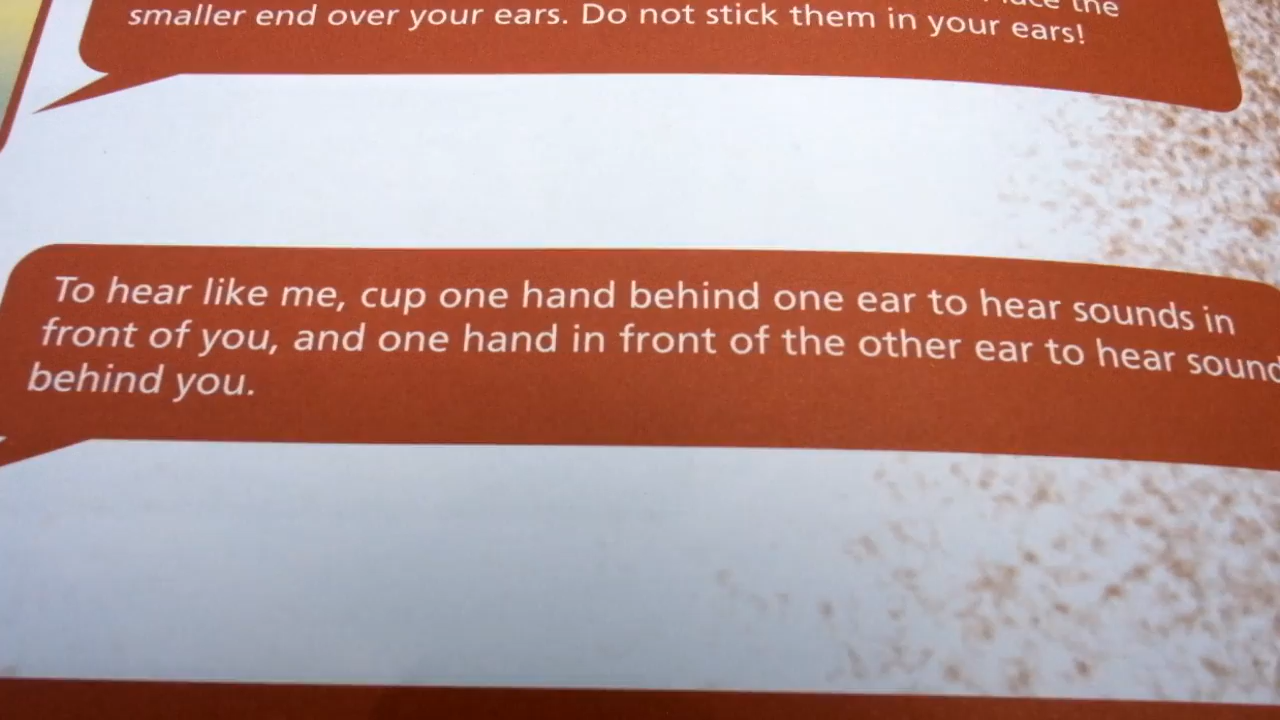 the
smaller end over your ears. Do not stick them in your ears!
To hear like me, cup one hand behind one ear to hear sounds in
front of you, and one hand in front of the other ear to hear sound
behind you.